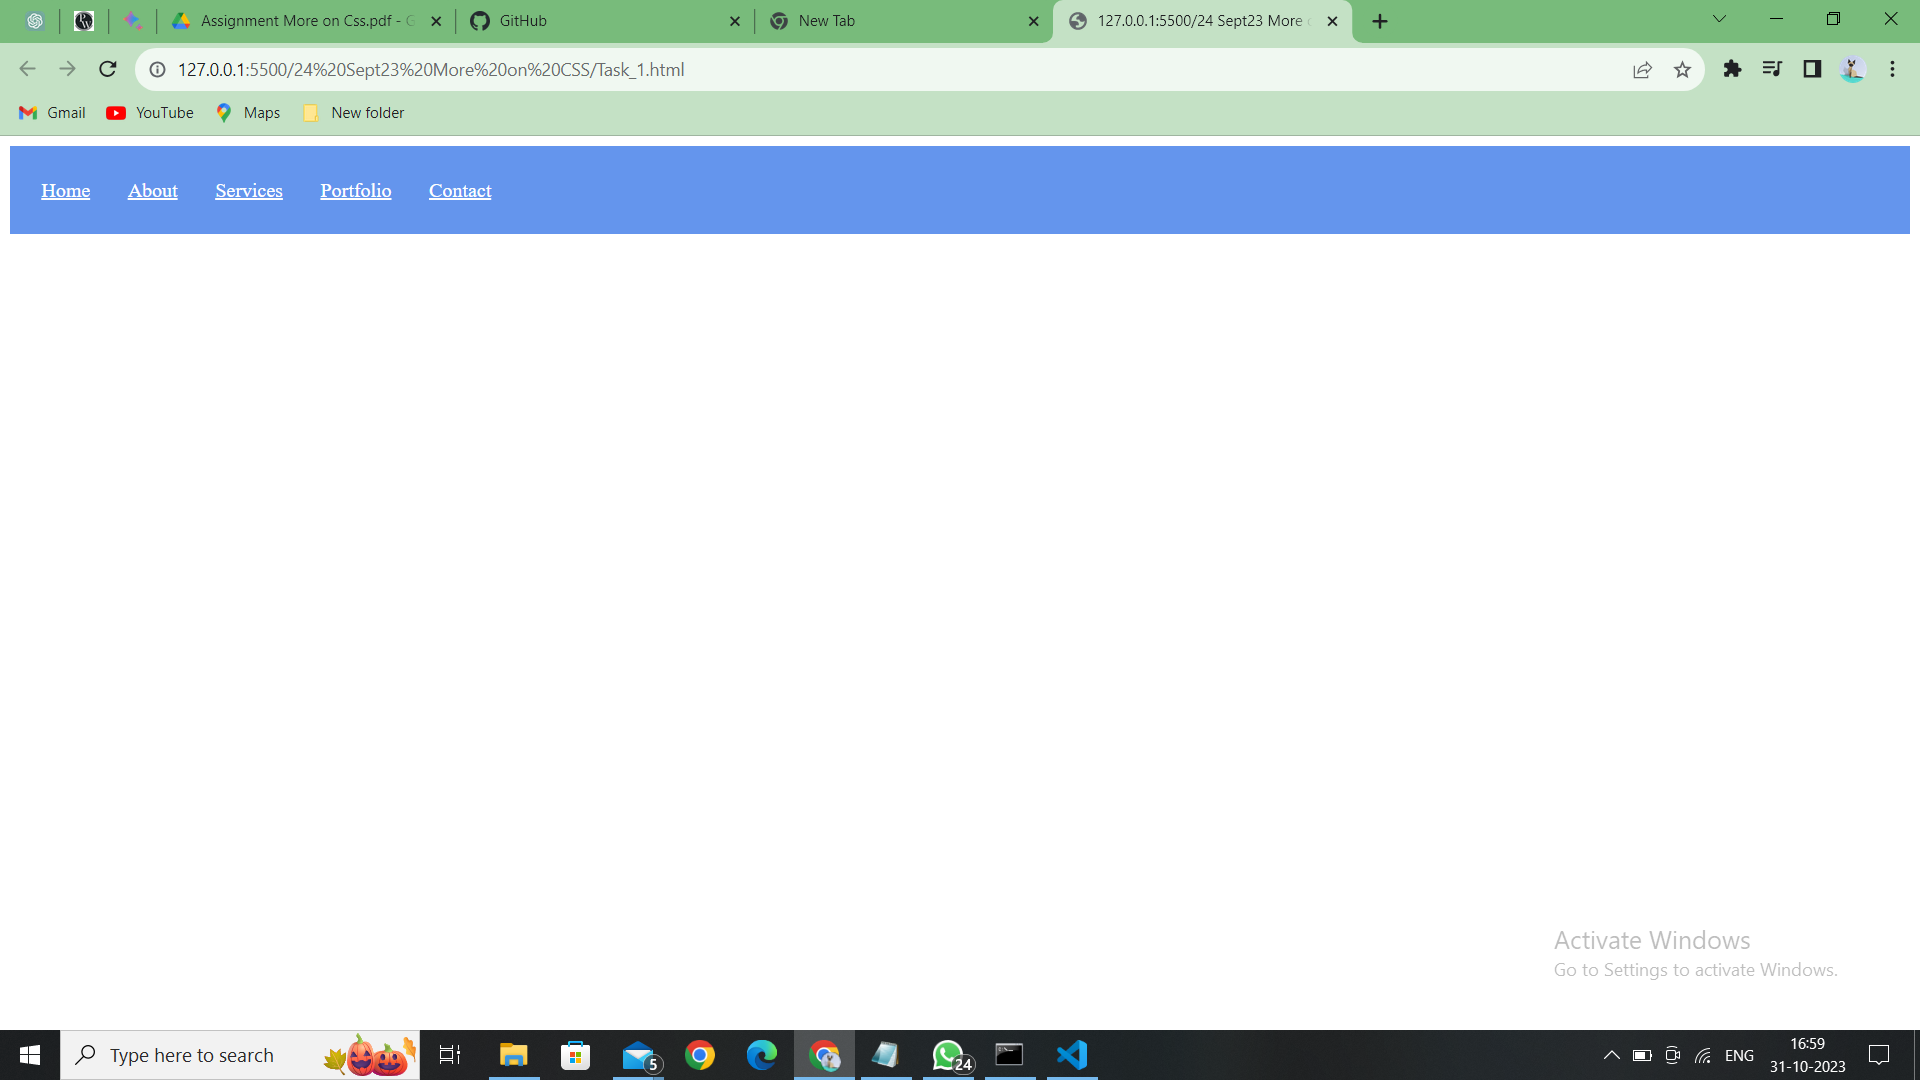 Assignment More on Css.pdf - G
GitHub
New Tab
127.0.0.1:5500/24 Sept23 More
127.0.0.1:5500/24%20Sept23%20More%20on%20CSS/Task_1.html
Gmail YouTube Maps New folder
Home About Services Portfolio Contact
Activate Windows
Go to Settings to activate Windows.
Type here to search
5
24
ENG
16:59
31-10-2023